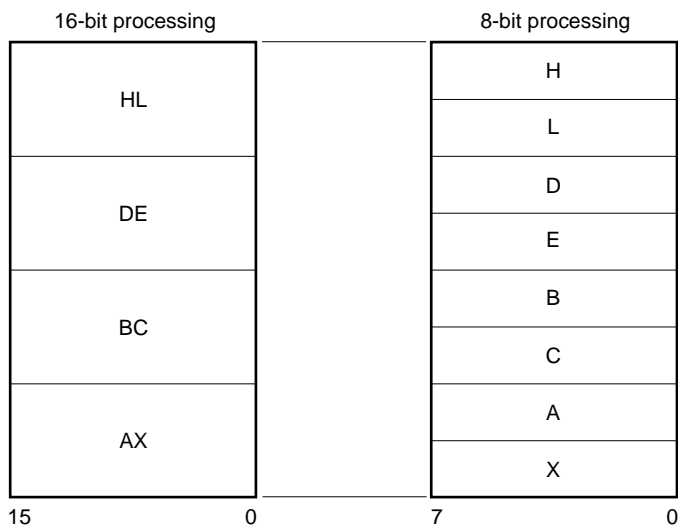 16-bit processing
8-bit processing
HL
DE
BC
AX
15 0
H
L
D
E
B
C
A
X
7 0